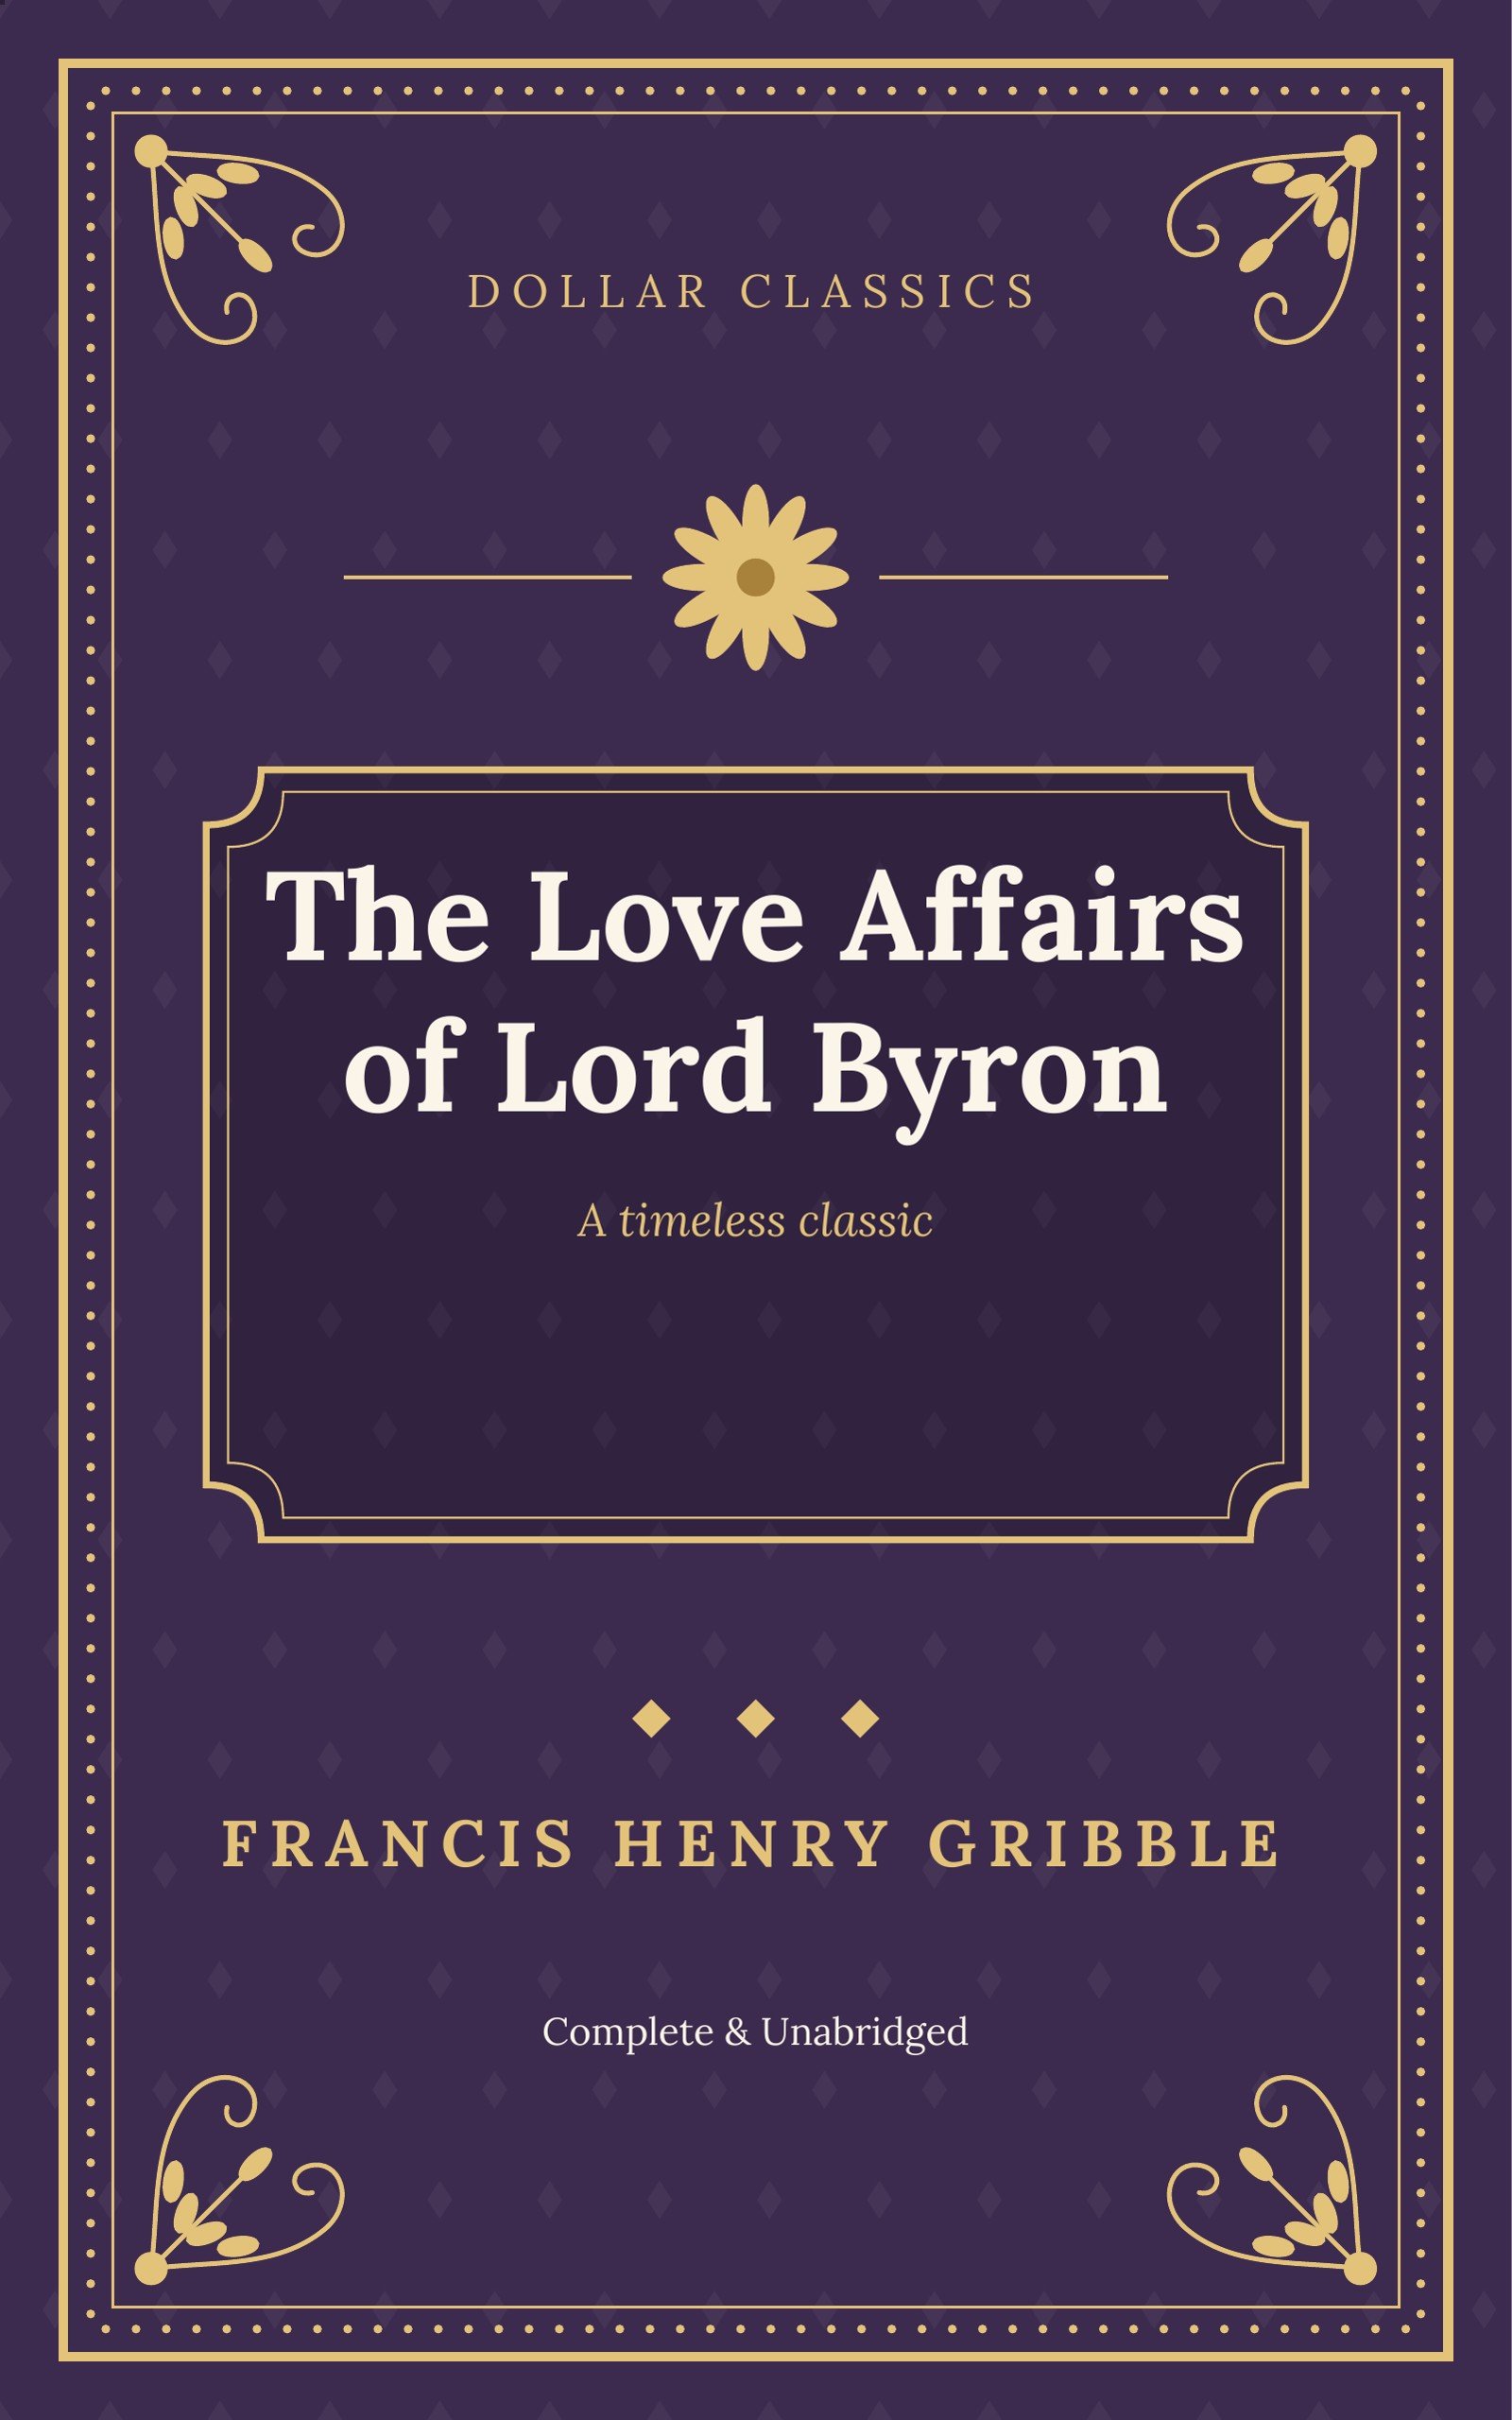 DOLLAR CLASSICS
The Love Affairs
of Lord Byron
A timeless classic
FRANCIS HENRY GRIBBLE
Complete & Unabridged